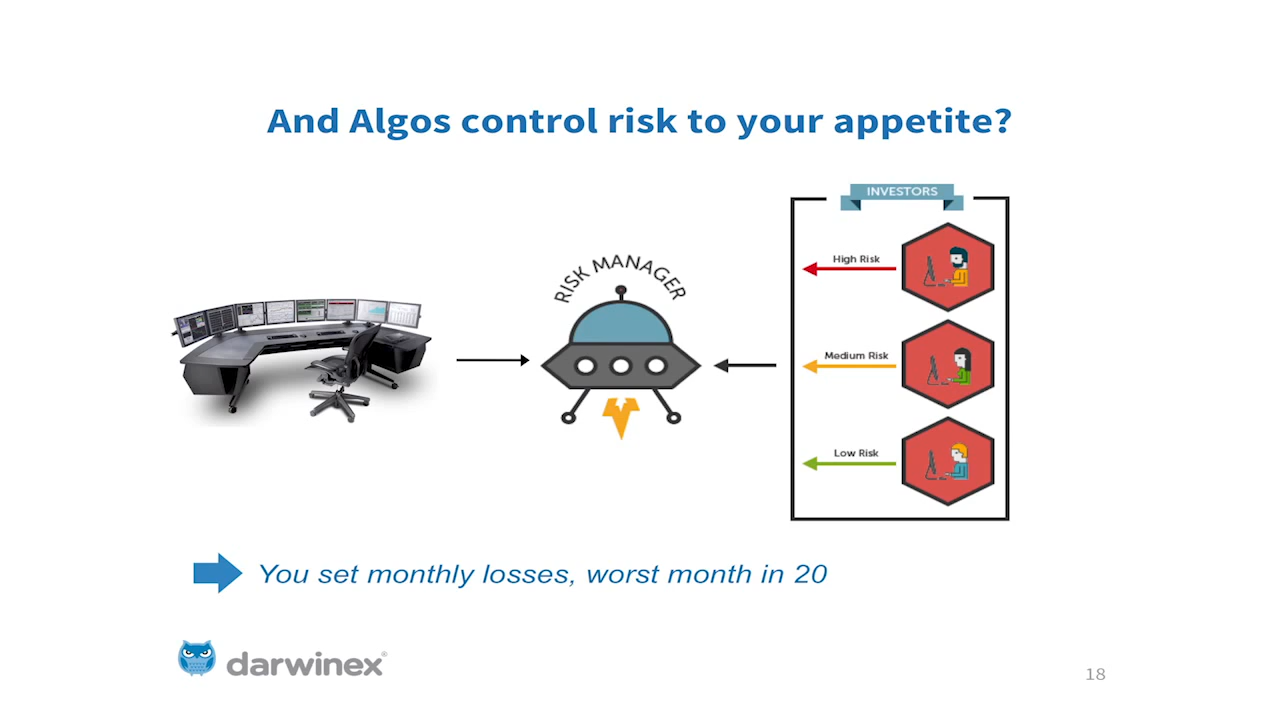 And Algos control risk to your appetite?
INVESTORS
High Risk
RISK MANAGER
Medium Risk
Low Risk
You set monthly losses, worst month in 20
darwinex®
18